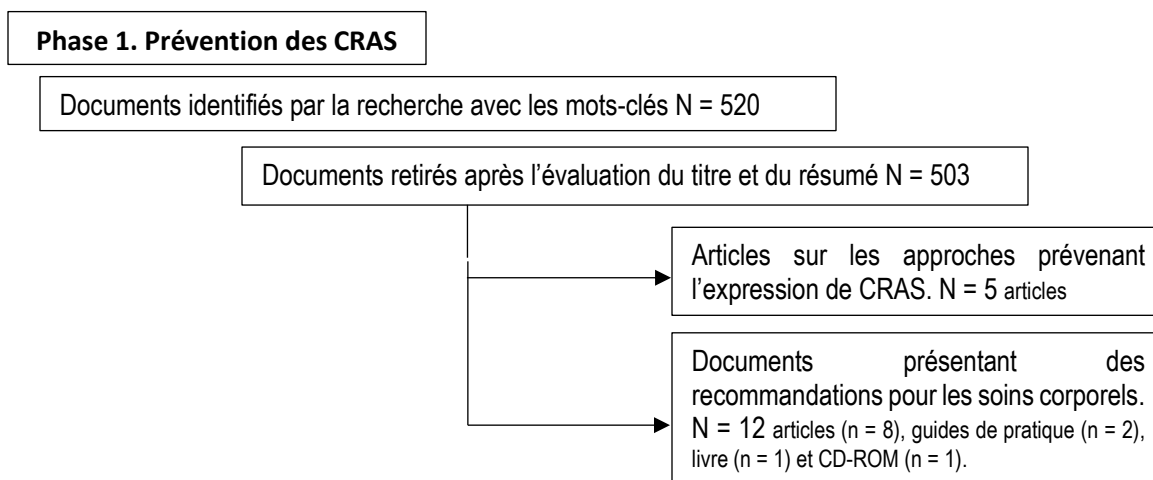 Phase 1. Prévention des CRAS
Documents identifiés par la recherche avec les mots-clés N = 520
Documents retirés après l’évaluation du titre et du résumé N = 503
Articles sur les approches prévenant
l’expression de CRAS. N = 5 articles
Documents présentant des
recommandations pour les soins corporels.
N = 12 articles (n = 8), guides de pratique (n = 2),
livre (n = 1) et CD-ROM (n = 1).